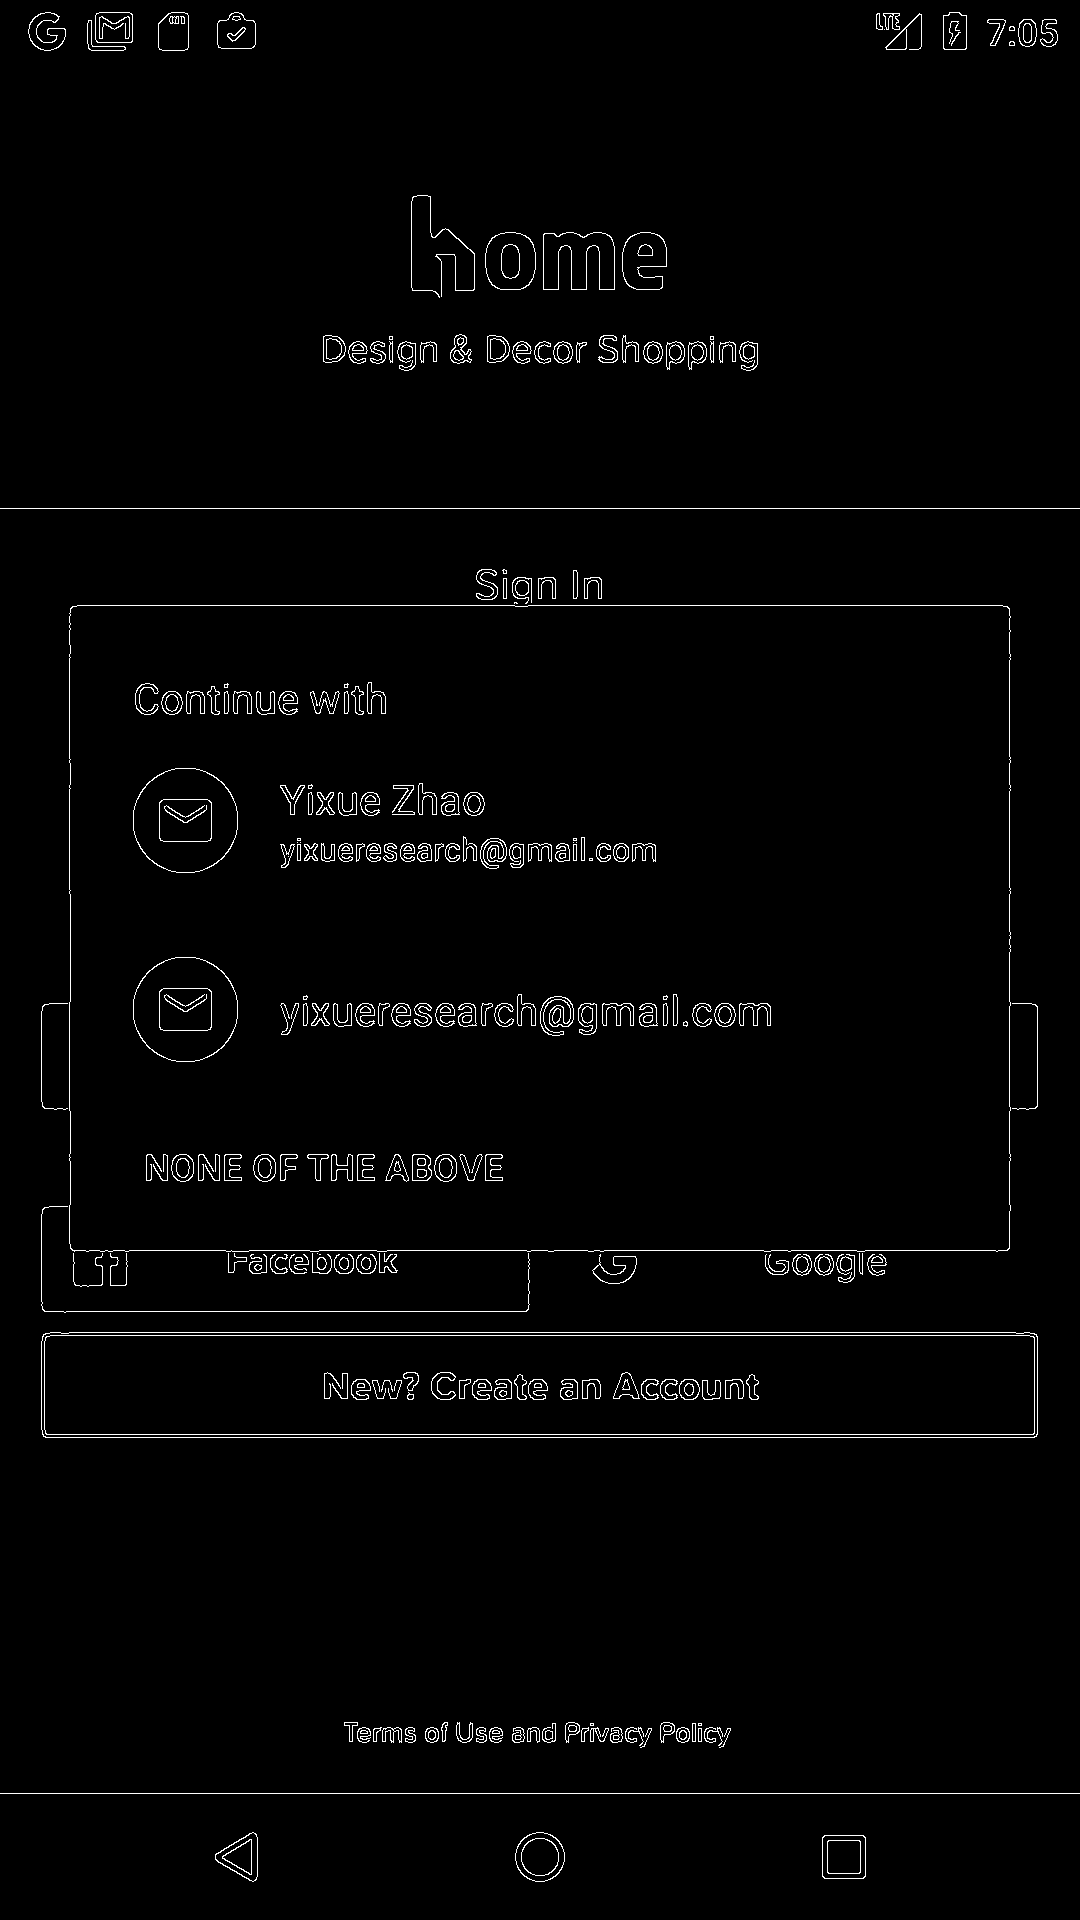 LTE 7:05
home
Design & Decor Shopping
Sign In
Continue with
Yixue Zhao
yixueresearch@gmail.com
yixueresearch@gmail.com
NONE OF THE ABOVE
Facebook Google
New? Create an Account
Terms of Use and Privacy Policy